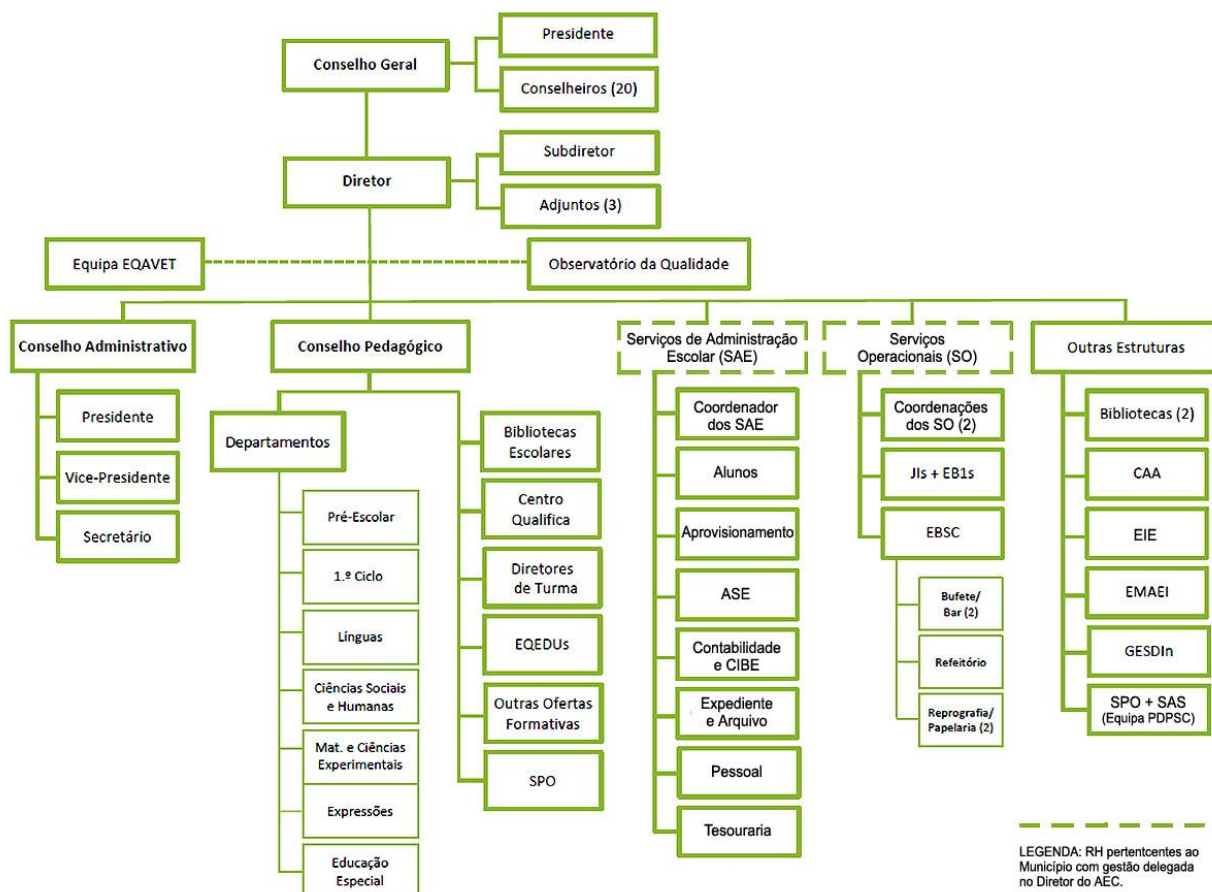 Presidente
Conselho Geral
Conselheiros (20)
Subdiretor
Diretor
Adjuntos (3)
Equipa EQAVET
Observatório da Qualidade
Conselho Administrativo
Presidente
Vice-Presidente
Secretário
Conselho Pedagógico
Departamentos
Pré-Escolar
1.º Ciclo
Línguas
Ciências Sociais
e Humanas
Mat. e Ciências
Experimentais
Expressões
Educação
Especial
Bibliotecas
Escolares
Centro
Qualifica
Diretores
de Turma
EQEDUs
Outras Ofertas
Formativas
SPO
Serviços de Administração
Escolar (SAE)
Coordenador
dos SAE
Alunos
Aprovisionamento
ASE
Contabilidade
e CIBE
Expediente
e Arquivo
Pessoal
Tesouraria
Serviços
Operacionais (SO)
Coordenações
dos SO (2)
JIs + EB1s
EBSC
Bufete/
Bar (2)
Refeitório
Reprografia/
Papelaria (2)
Outras Estruturas
Bibliotecas (2)
CAA
EIE
EMAEI
GESDIn
SPO + SAS
(Equipa PDPSC)
LEGENDA: RH pertentcentes ao
Município com gestão delegada
no Diretor do AEC.